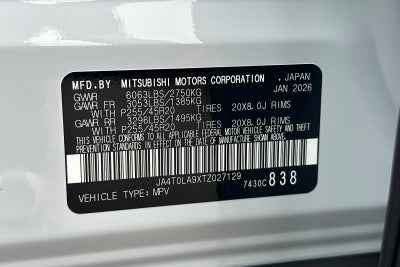 MFD.BY MITSUBISHI MOTORS CORPORATION, JAPAN
GVWR 6063LBS/2750KG JAN 2026
GAWR FR 3053LBS/1385KG
WITH P255/45R20 TIRES 20X8.0J RIMS
GAWR RR 3296LBS/1495KG
WITH P255/45R20 TIRES 20X8.0J RIMS
THIS VEHICLE CONFORMS TO ALL APPLICABLE FEDERAL MOTOR VEHICLE SAFETY AND THEFT
PREVENTION STANDARDS IN EFFECT ON THE DATE OF MANUFACTURE SHOWN ABOVE.
JA4T0LA9XTZ027129
VEHICLE TYPE: MPV 7430C 838